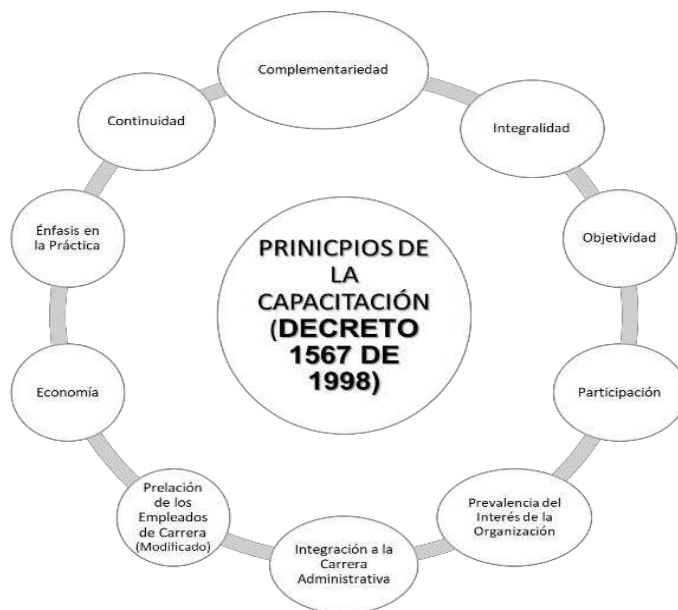 Complementariedad
Integralidad
Objetividad
Participación
Prevalencia del
Interés de la
Organización
Integración a la
Carrera
Administrativa
Prelación
de los
Empleados
de Carrera
(Modificado)
Economía
Énfasis en
la Práctica
Continuidad
PRINICPIOS DE
LA
CAPACITACIÓN
(DECRETO
1567 DE
1998)